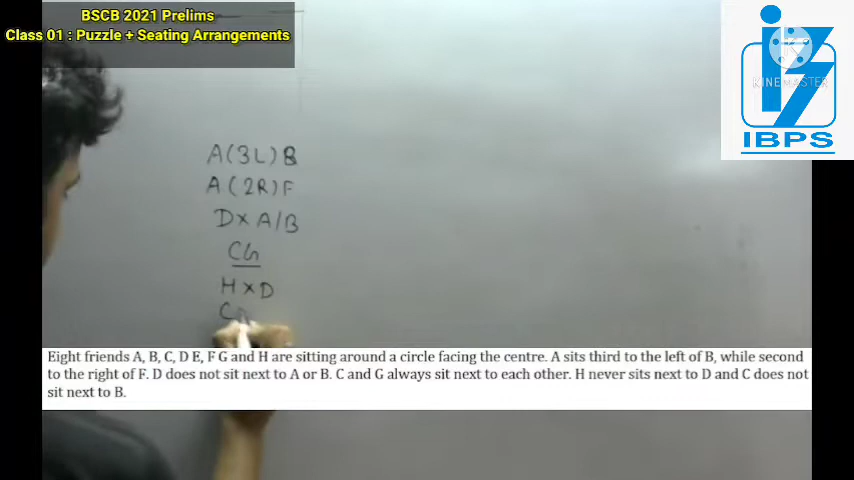 BSCB 2021 Prelims
Class 01 : Puzzle + Seating Arrangements
KINEMASTER
IBPS
A(3L)B
A(2R)F
D×A/B
CG
H×D
C
Eight friends A, B, C, D E, F G and H are sitting around a circle facing the centre. A sits third to the left of B, while second
to the right of F. D does not sit next to A or B. C and G always sit next to each other. H never sits next to D and C does not
sit next to B.